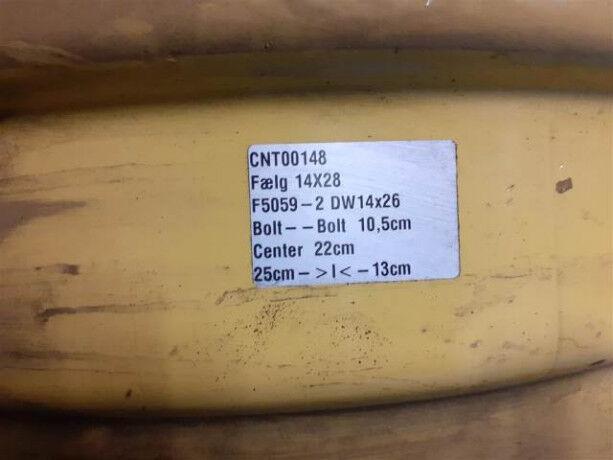 CNT00148
Fælg 14X28
F5059-2 DW14x26
Bolt--Bolt 10,5cm
Center 22cm
25cm->I<-13cm